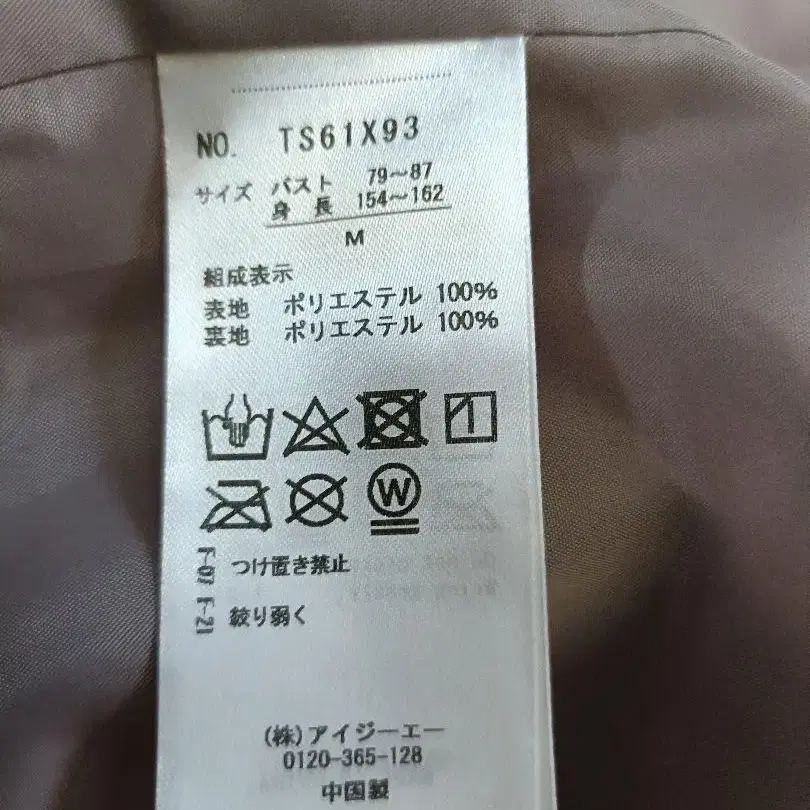 NO. TS61X93
サイズ バスト 79〜87
身長 154〜162
M
組成表示
表地 ポリエステル 100%
裏地 ポリエステル 100%
W
F-07 つけ置き禁止
F-21 絞り弱く
(株)アイジーエー
0120-365-128
中国製